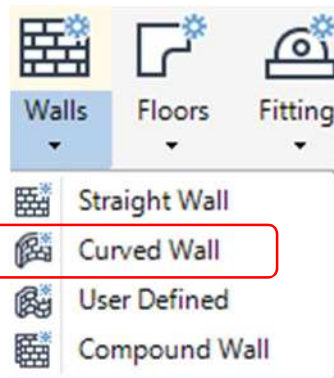 Walls Floors Fitting
Straight Wall
Curved Wall
User Defined
Compound Wall